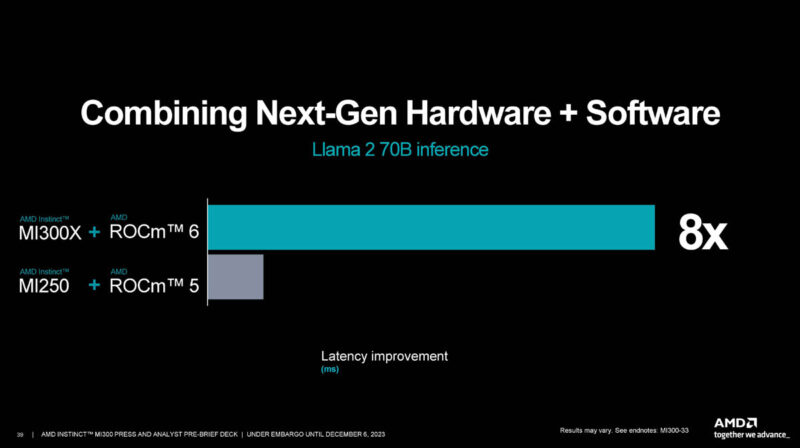 Combining Next-Gen Hardware + Software
Llama 2 70B inference
AMD Instinct™ AMD
MI300X + ROCm™ 6
8x
AMD Instinct™ AMD
MI250 + ROCm™ 5
Latency improvement
(ms)
39 | AMD INSTINCT™ MI300 PRESS AND ANALYST PRE-BRIEF DECK | UNDER EMBARGO UNTIL DECEMBER 6, 2023
Results may vary. See endnotes: MI300-33
AMD
together we advance_